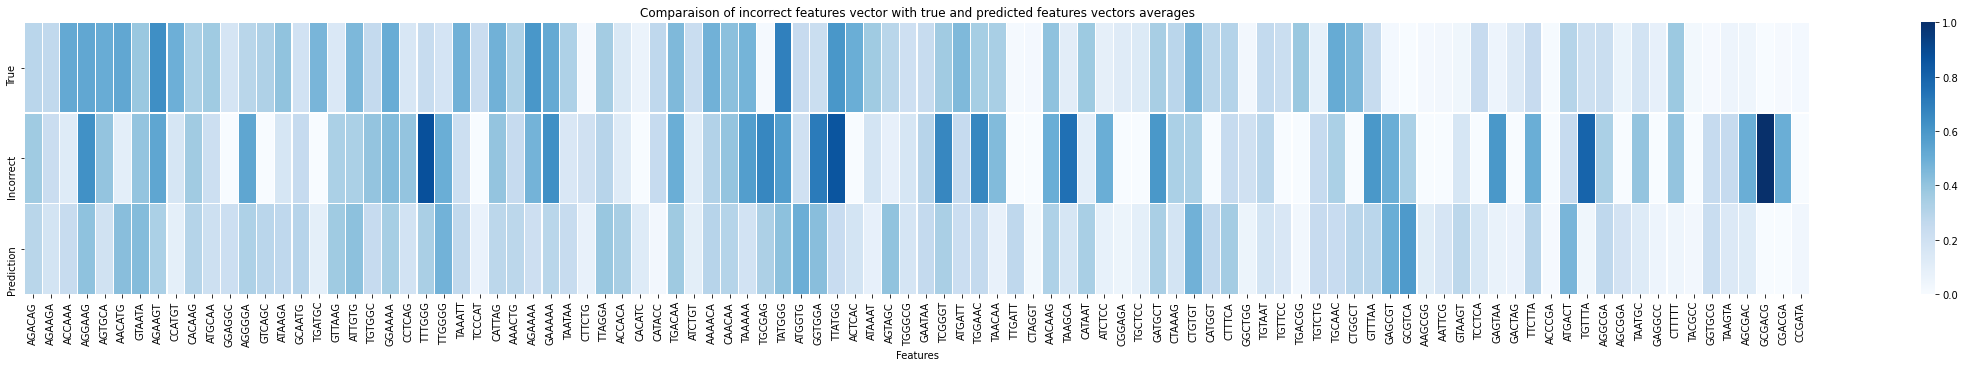 Comparaison of incorrect features vector with true and predicted features vectors averages
True
Incorrect
Prediction
1.0
0.8
0.6
0.4
0.2
0.0
AGACAG
AGAAGA
ACCAAA
AGGAAG
AGTGCA
AACATG
GTAATA
AGAAGT
CCATGT
CACAAG
ATGCAA
GGAGGC
AGGGGA
GTCAGC
ATAAGA
GCAATG
TGATGC
GTTAAG
ATTGTG
TGTGGC
GGAAAA
CCTCAG
TTTGGG
TTGGGG
TAAATT
TCCCAT
CATTAG
AAACTG
AGAAAA
GAAAAA
TAATAA
CTTCTG
TTAGGA
ACCACA
CACATC
CATACC
TGACAA
ATCTGT
AAAACA
CAACAA
TAAAAA
TGCGAG
TATGGG
ATGGTG
GGTGGA
TTATGG
ACTCAC
ATAAAT
AGTAGC
TGGGCG
GAATAA
TCGGGT
ATGATT
TGGAAC
TAACAA
TTGATT
CTAGGT
AACAAG
TAAGCA
CATAAT
ATCTCC
CGGAGA
TGCTCC
GATGCT
CTAAAG
CTGTGT
CATGGT
CTTTCA
GGCTGG
TGTAAT
TGTTCC
TGACGG
TGTCTG
TGCAAC
CTGGCT
GTTTAA
GAGCGT
GCGTCA
AAGCGG
AATTCG
GTAAGT
TCCTCA
GAGTAA
GACTAG
TTCTTA
ACCCGA
ATGACT
TGTTTA
AGGCGA
AGCGGA
TAATGC
GAGGCC
CTTTTT
TACGCC
GGTGCG
TAAGTA
AGCGAC
GCGACG
CGACGA
CCGATA
Features